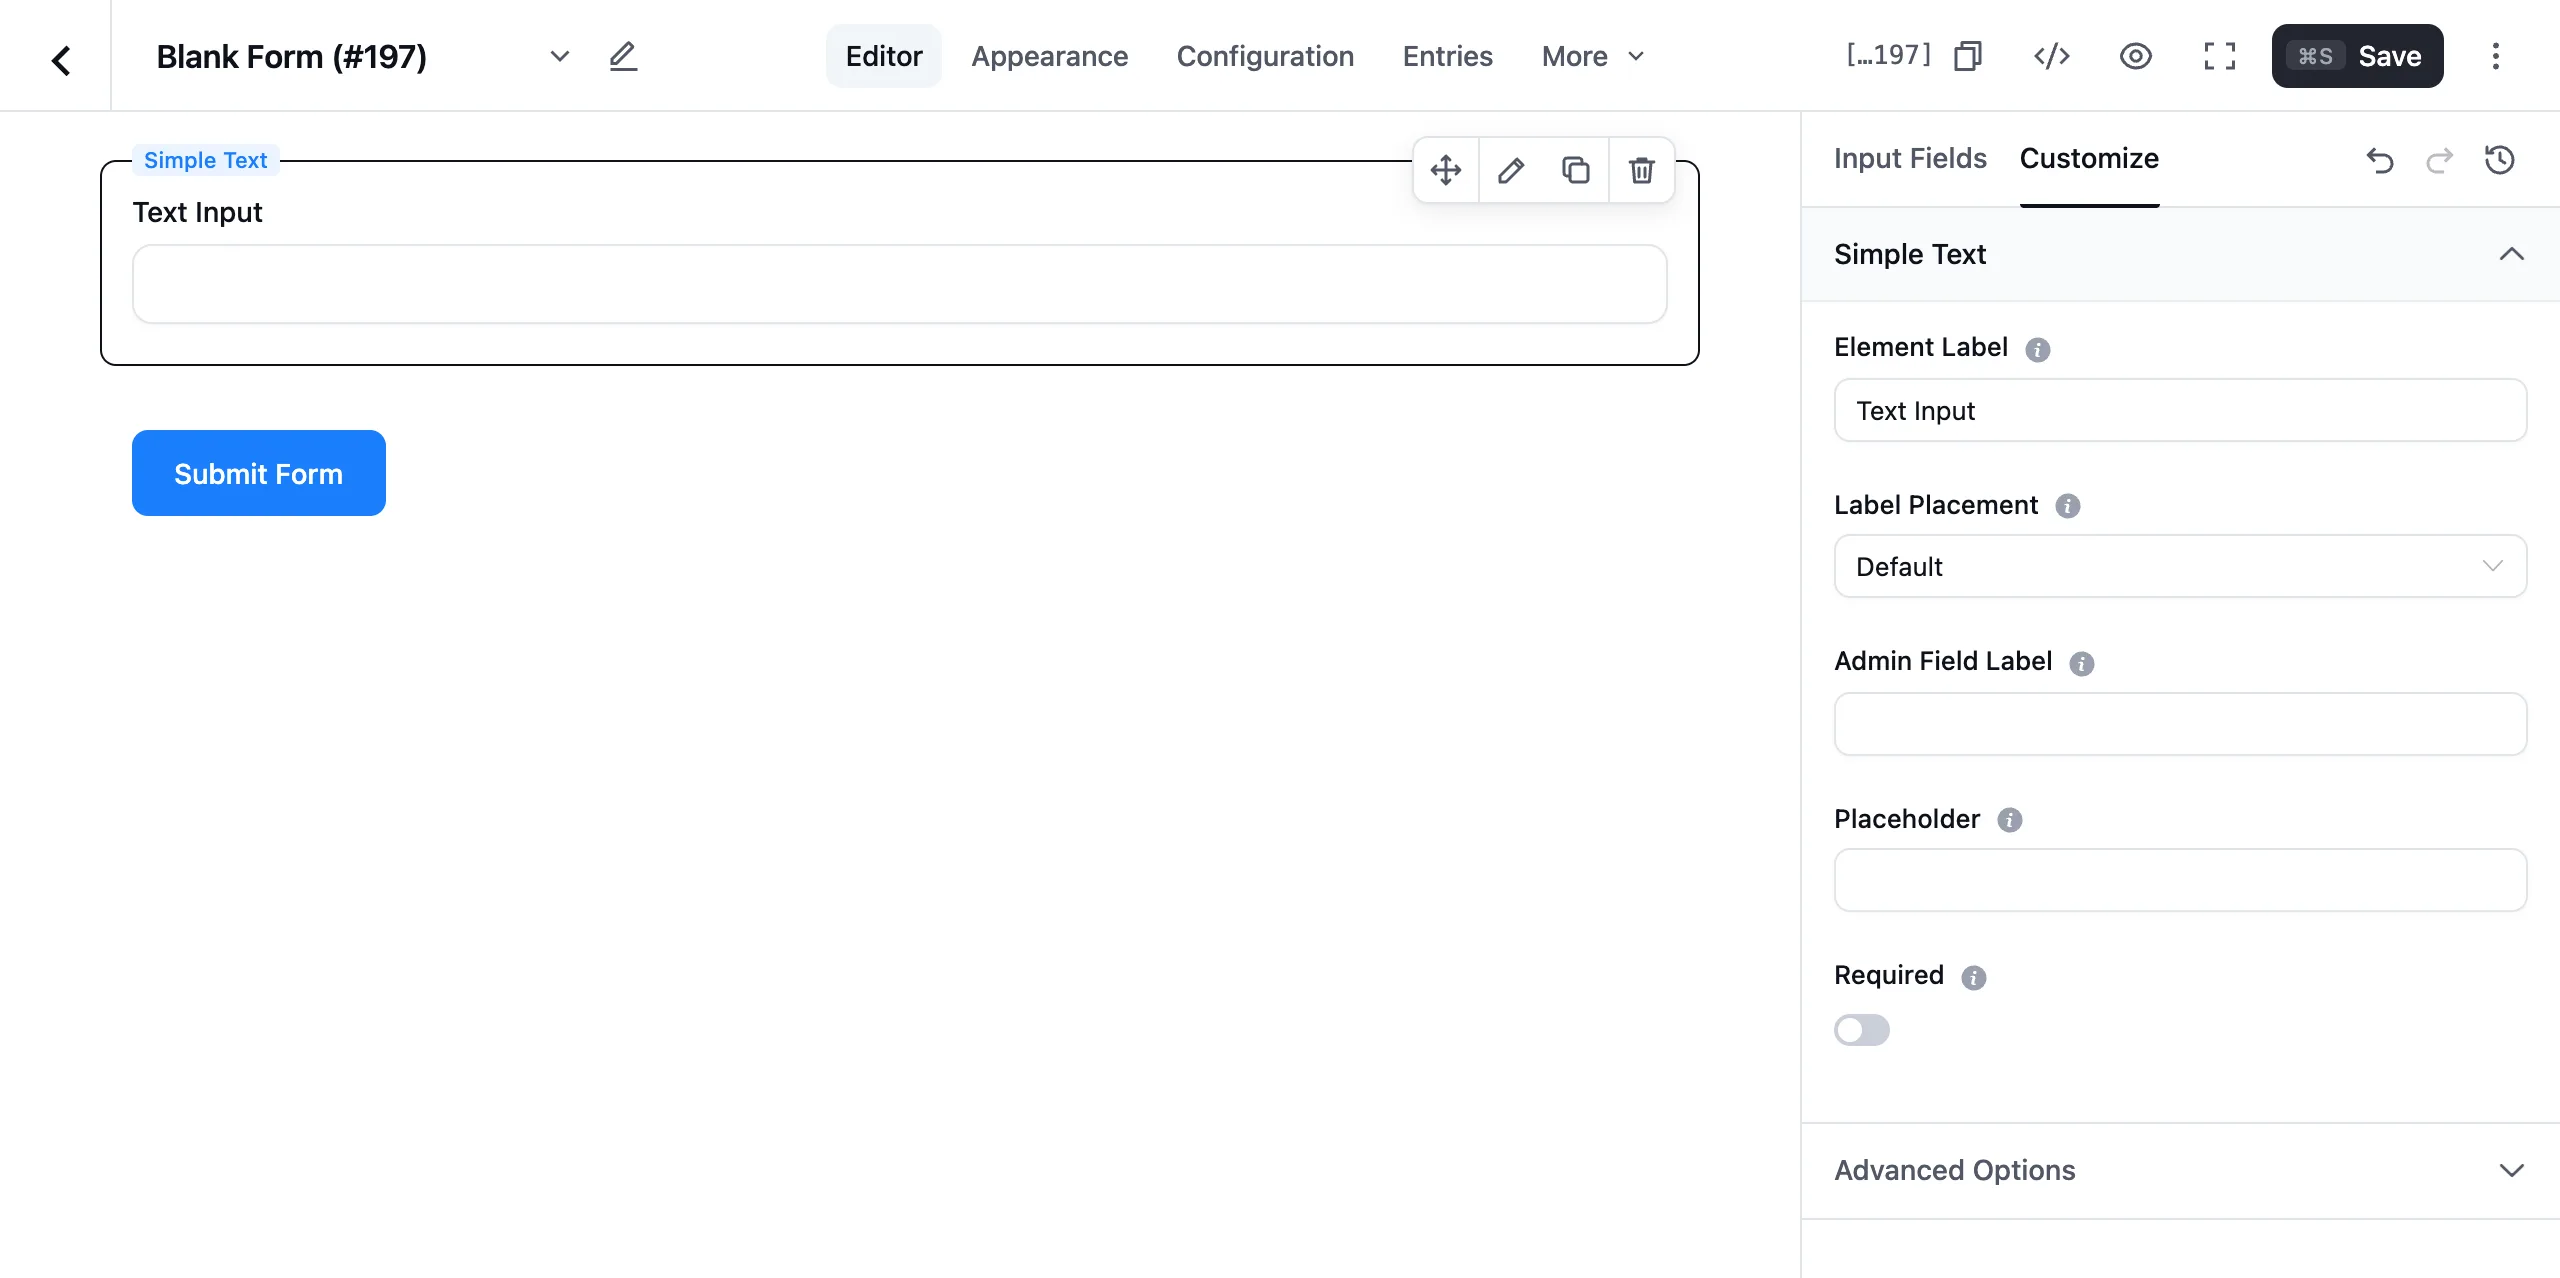 Blank Form (#197)
Editor
Appearance
Configuration
Entries
More
[...197]
⌘S Save
Simple Text
Text Input
Submit Form
Input Fields
Customize
Simple Text
Element Label
Text Input
Label Placement
Default
Admin Field Label
Placeholder
Required
Advanced Options